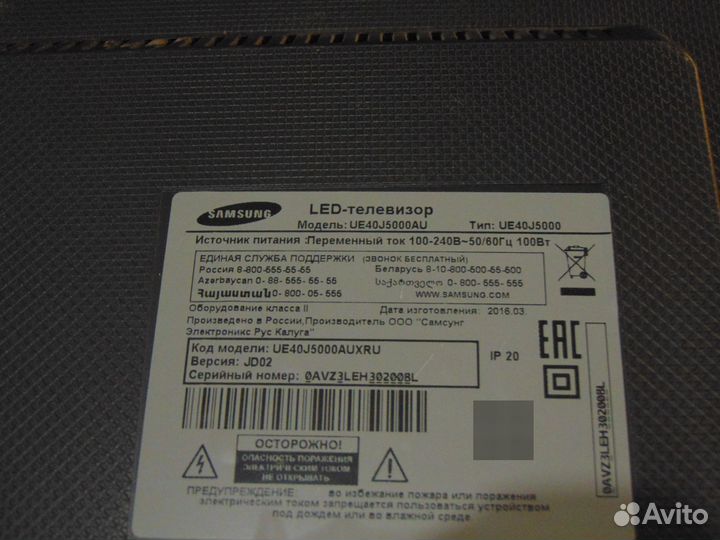 SAMSUNG
LED-телевизор
Модель: UE40J5000AU Тип: UE40J5000
Источник питания :Переменный ток 100-240В~50/60Гц 100Вт
ЕДИНАЯ СЛУЖБА ПОДДЕРЖКИ (ЗВОНОК БЕСПЛАТНЫЙ)
Россия 8-800-555-55-55 Беларусь 8-10-800-500-55-500
Azerbaycan 0- 88- 555- 55- 55 საქართველო 0- 800- 555- 555
Հայաստան 0- 800- 05- 555 WWW.SAMSUNG.COM
Оборудование класса II Дата изготовления: 2016.03.
Произведено в России,Производитель ООО "Самсунг
Электроникс Рус Калуга"
Код модели: UE40J5000AUXRU
Версия: JD02
Серийный номер: 0AVZ3LEH302008L
IP 20
EAC
0AVZ3LEH302008L
ОСТОРОЖНО!
ОПАСНОСТЬ ПОРАЖЕНИЯ
ЭЛЕКТРИЧЕСКИМ ТОКОМ
НЕ ОТКРЫВАТЬ
ПРЕДУПРЕЖДЕНИЕ: во избежание пожара или поражения
электрическим током запрещается пользоваться устройством
под дождем или во влажной среде.
Avito